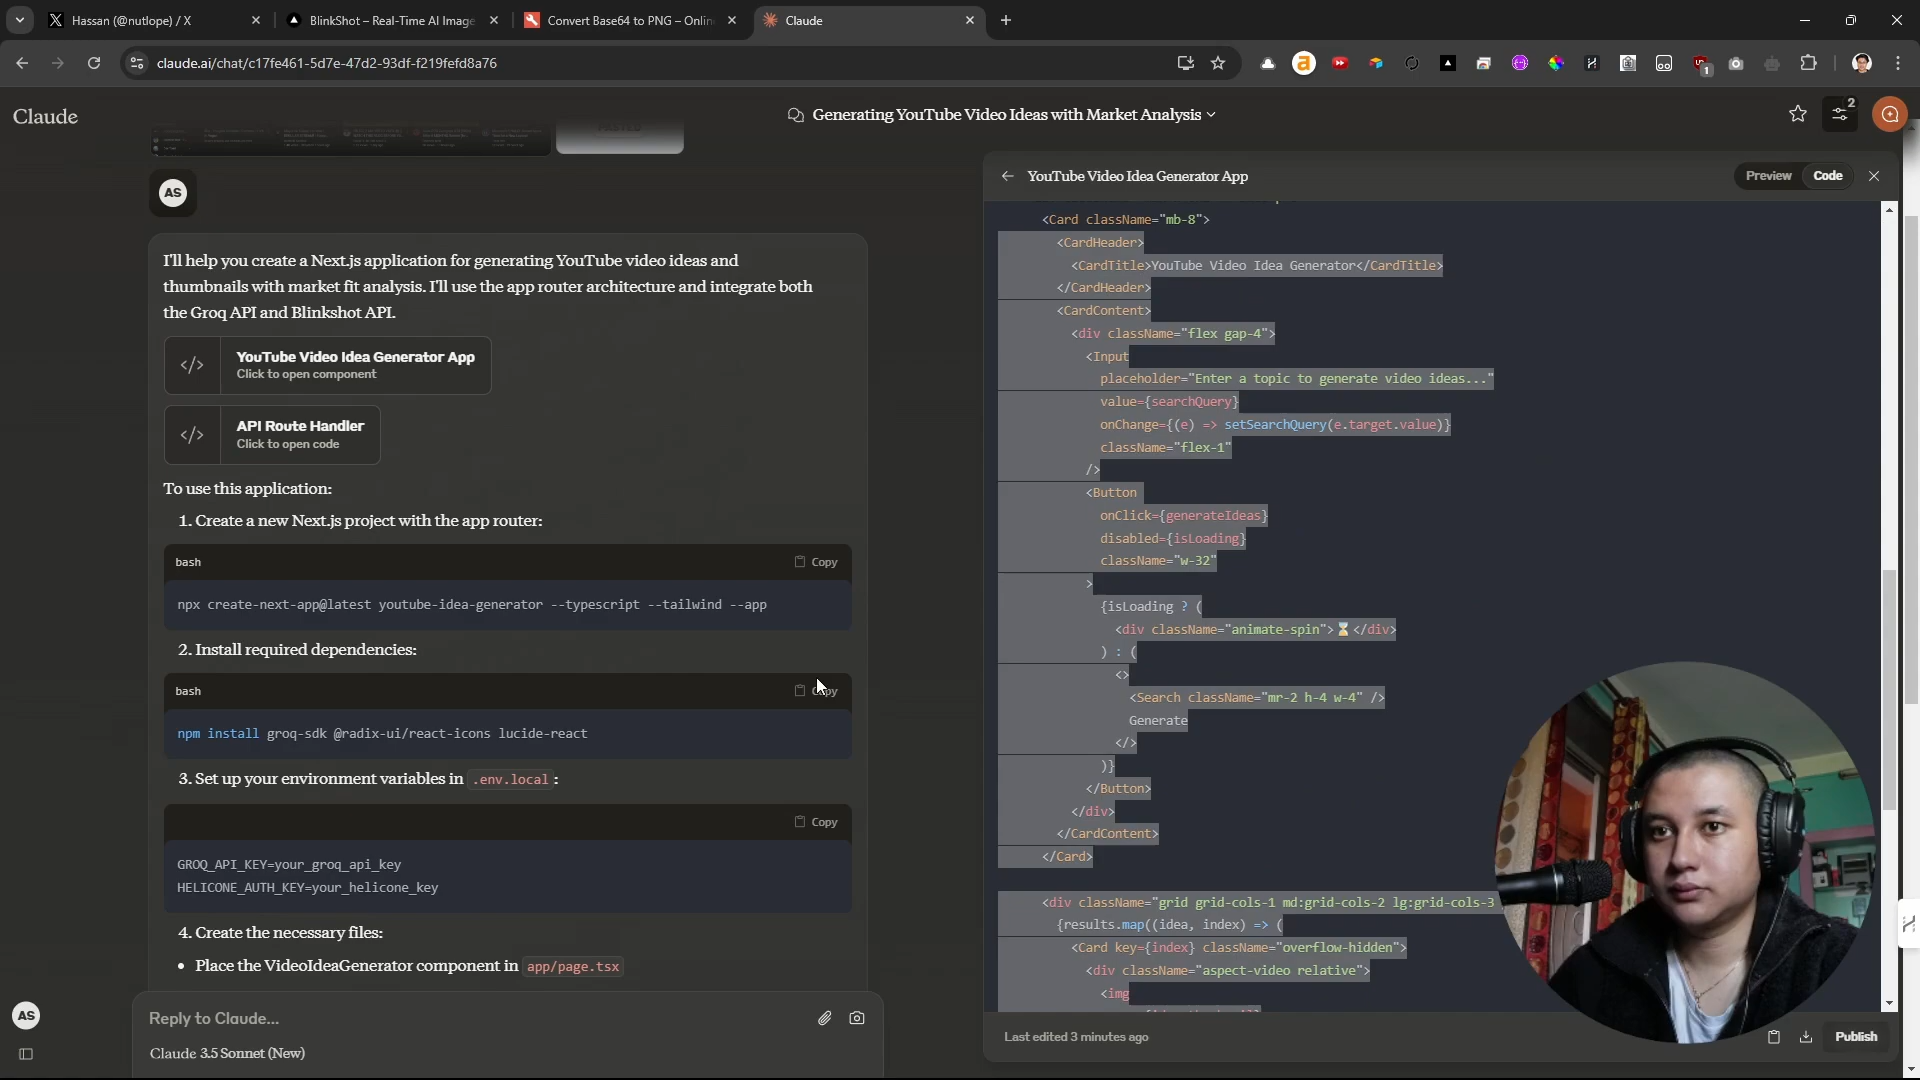 Hassan (@nutlope) / X
BlinkShot – Real-Time AI Image
Convert Base64 to PNG – Onlin
Claude
claude.ai/chat/c17fe461-5d7e-47d2-93df-f219fefd8a76
1
Claude
Generating YouTube Video Ideas with Market Analysis
2
AS
I'll help you create a Next.js application for generating YouTube video ideas and
thumbnails with market fit analysis. I'll use the app router architecture and integrate both
the Groq API and Blinkshot API.
YouTube Video Idea Generator App
Click to open component
API Route Handler
Click to open code
To use this application:
1. Create a new Next.js project with the app router:
bash
Copy
npx create-next-app@latest youtube-idea-generator --typescript --tailwind --app
2. Install required dependencies:
bash
Copy
npm install groq-sdk @radix-ui/react-icons lucide-react
3. Set up your environment variables in .env.local:
Copy
GROQ_API_KEY=your_groq_api_key
HELICONE_AUTH_KEY=your_helicone_key
4. Create the necessary files:
• Place the VideoIdeaGenerator component in app/page.tsx
AS
Reply to Claude...
Claude 3.5 Sonnet (New)
YouTube Video Idea Generator App
Preview
Code
<Card className="mb-8">
<CardHeader>
<CardTitle>YouTube Video Idea Generator</CardTitle>
</CardHeader>
<CardContent>
<div className="flex gap-4">
<Input
placeholder="Enter a topic to generate video ideas..."
value={searchQuery}
onChange={(e) => setSearchQuery(e.target.value)}
className="flex-1"
/>
<Button
onClick={generateIdeas}
disabled={isLoading}
className="w-32"
>
{isLoading ? (
<div className="animate-spin">⌛</div>
) : (
<>
<Search className="mr-2 h-4 w-4" />
Generate
</>
)}
</Button>
</div>
</CardContent>
</Card>
<div className="grid grid-cols-1 md:grid-cols-2 lg:grid-cols-3
{results.map((idea, index) => (
<Card key={index} className="overflow-hidden">
<div className="aspect-video relative">
<img
Last edited 3 minutes ago
Publish